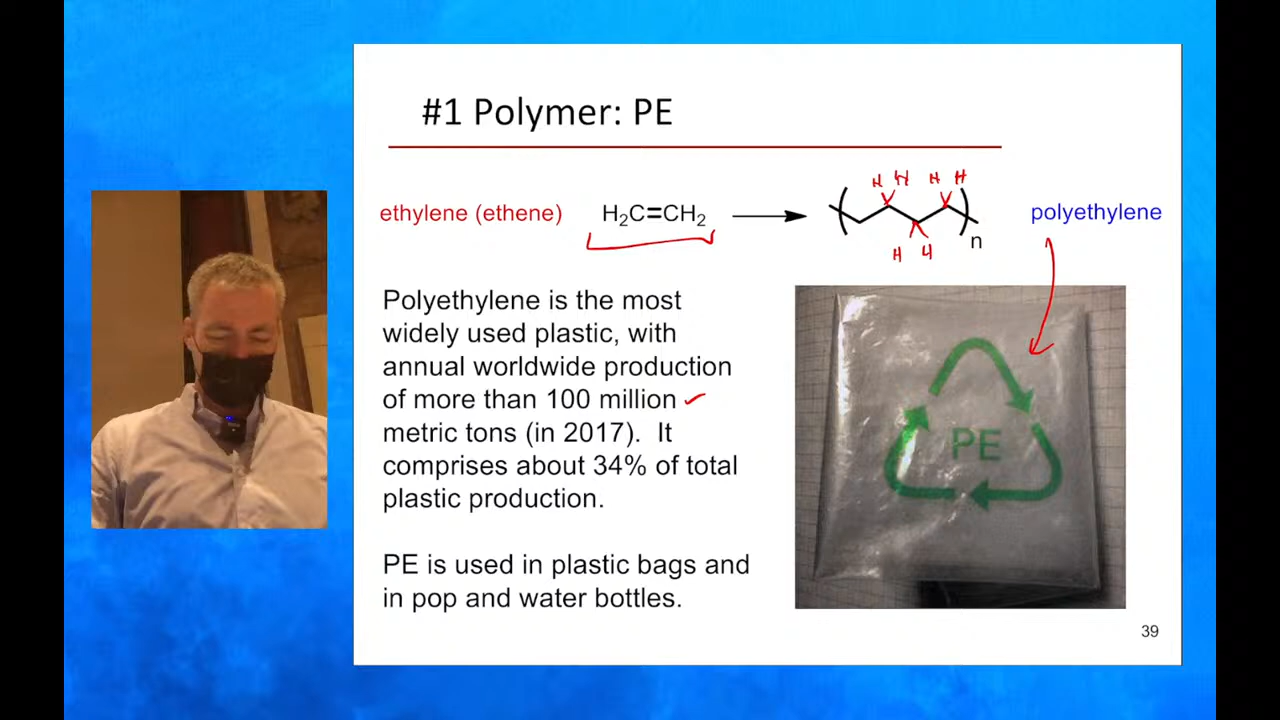 #1 Polymer: PE
H H H H
ethylene (ethene) H₂C=CH₂ polyethylene
n
H H
Polyethylene is the most
widely used plastic, with
annual worldwide production
of more than 100 million
metric tons (in 2017). It
comprises about 34% of total
plastic production.
PE
PE is used in plastic bags and
in pop and water bottles.
39